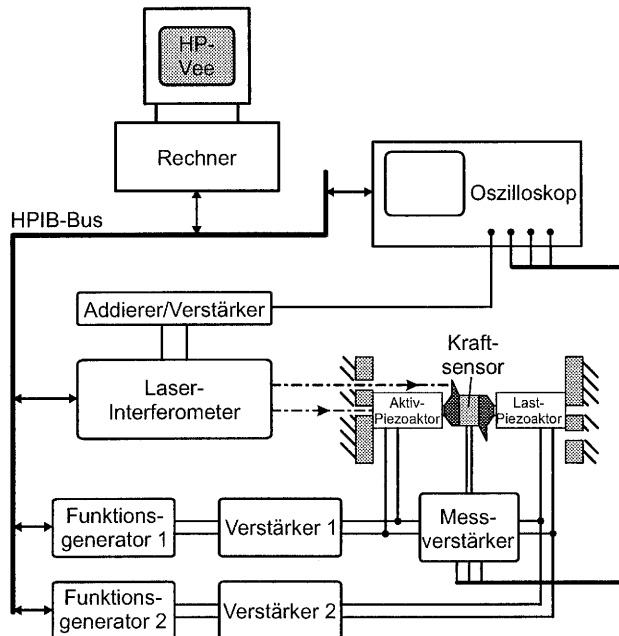 HP-
Vee
Rechner
HPIB-Bus
Oszilloskop
Addierer/Verstärker
Laser-
Interferometer
Kraft-
sensor
Aktiv-
Piezoaktor
Last-
Piezoaktor
Funktions-
generator 1
Verstärker 1
Mess-
verstärker
Funktions-
generator 2
Verstärker 2